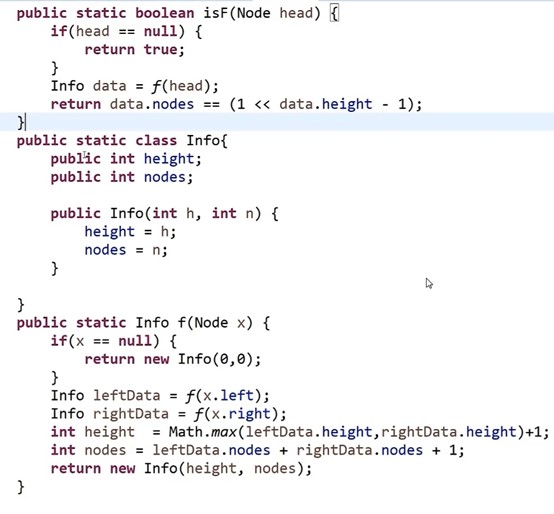 public static boolean isF(Node head) {
    if(head == null) {
        return true;
    }
    Info data = f(head);
    return data.nodes == (1 << data.height - 1);
}
public static class Info{
    public int height;
    public int nodes;

    public Info(int h, int n) {
        height = h;
        nodes = n;
    }

}
public static Info f(Node x) {
    if(x == null) {
        return new Info(0,0);
    }
    Info leftData = f(x.left);
    Info rightData = f(x.right);
    int height  = Math.max(leftData.height,rightData.height)+1;
    int nodes = leftData.nodes + rightData.nodes + 1;
    return new Info(height, nodes);
}